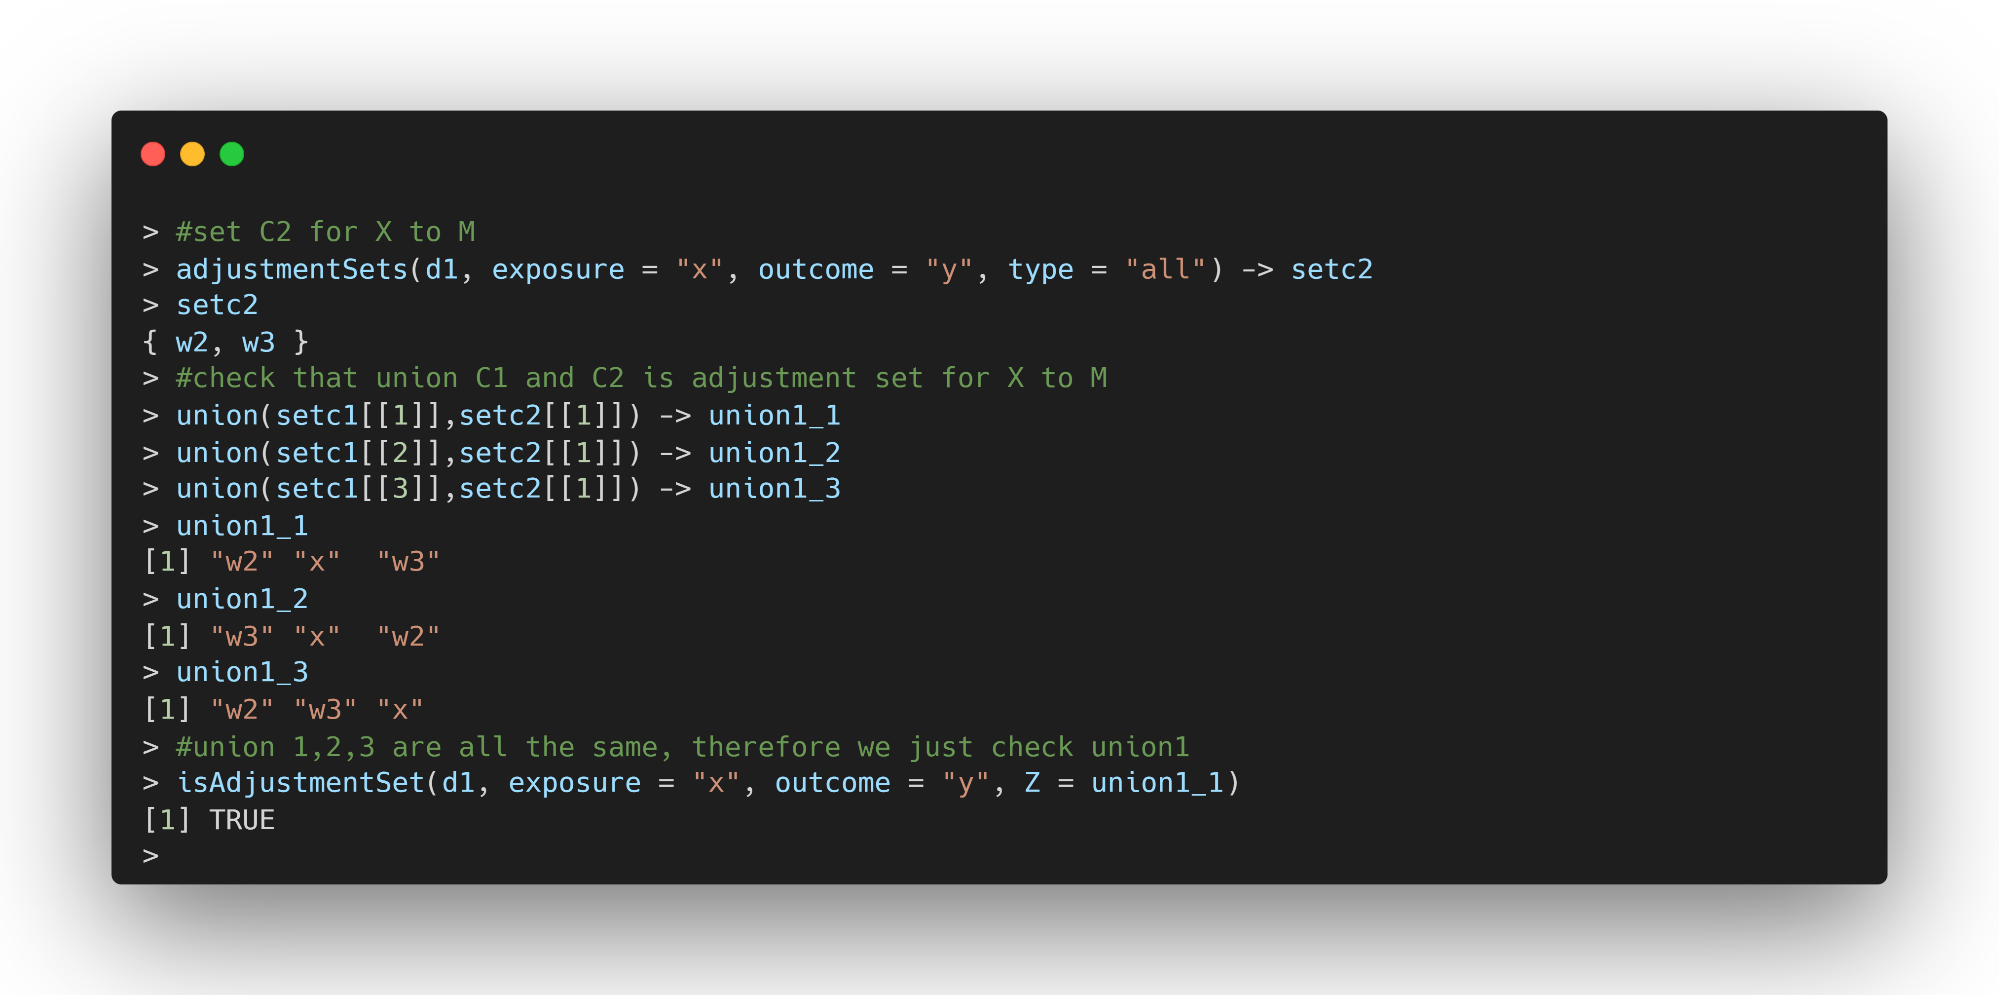 > #set C2 for X to M
> adjustmentSets(d1, exposure = "x", outcome = "y", type = "all") -> setc2
> setc2
{ w2, w3 }
> #check that union C1 and C2 is adjustment set for X to M
> union(setc1[[1]],setc2[[1]]) -> union1_1
> union(setc1[[2]],setc2[[1]]) -> union1_2
> union(setc1[[3]],setc2[[1]]) -> union1_3
> union1_1
[1] "w2" "x"  "w3"
> union1_2
[1] "w3" "x"  "w2"
> union1_3
[1] "w2" "w3" "x"
> #union 1,2,3 are all the same, therefore we just check union1
> isAdjustmentSet(d1, exposure = "x", outcome = "y", Z = union1_1)
[1] TRUE
>